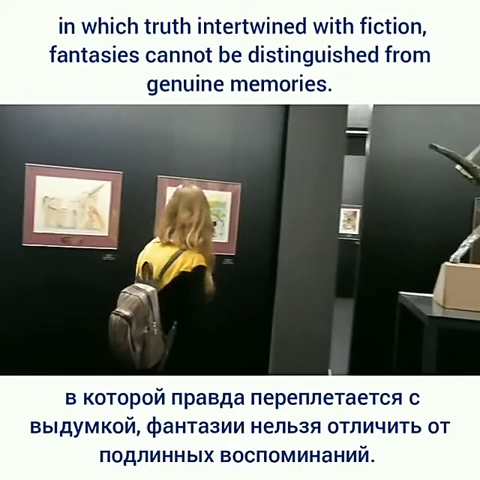 in which truth intertwined with fiction,
fantasies cannot be distinguished from
genuine memories.
в которой правда переплетается с
выдумкой, фантазии нельзя отличить от
подлинных воспоминаний.